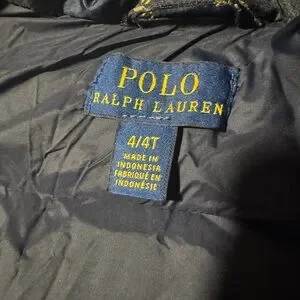 POLO
RALPH LAUREN
4/4T
MADE IN
INDONESIA
FABRIQUÉ EN
INDONÉSIE